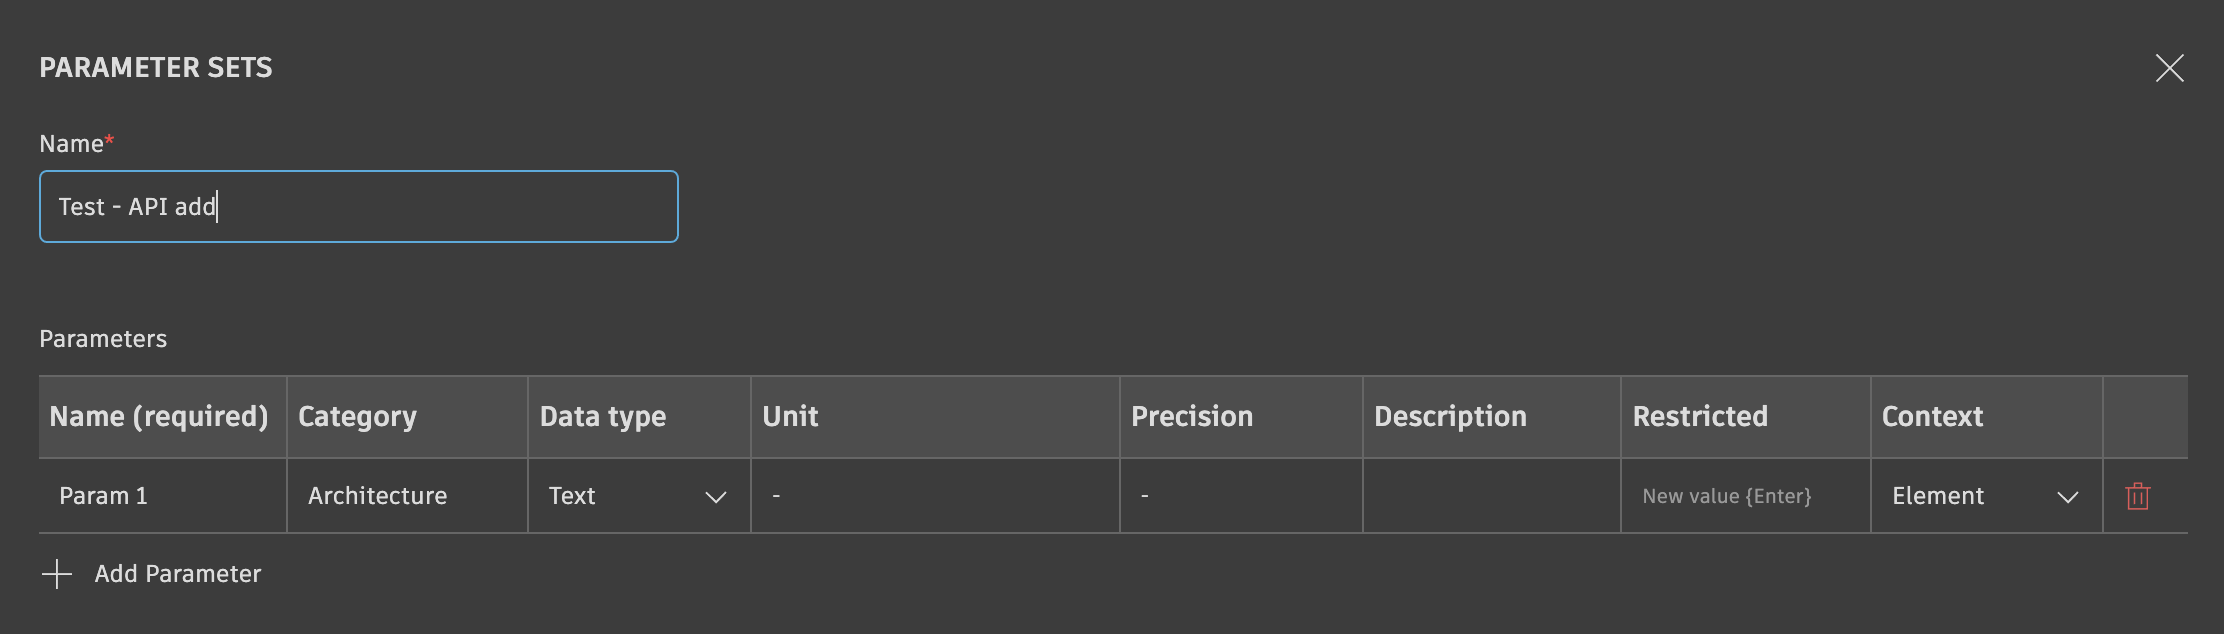 PARAMETER SETS
Name*
Test - API add
Parameters
Name (required) Category Data type Unit Precision Description Restricted Context
Param 1 Architecture Text - - New value {Enter} Element
Add Parameter